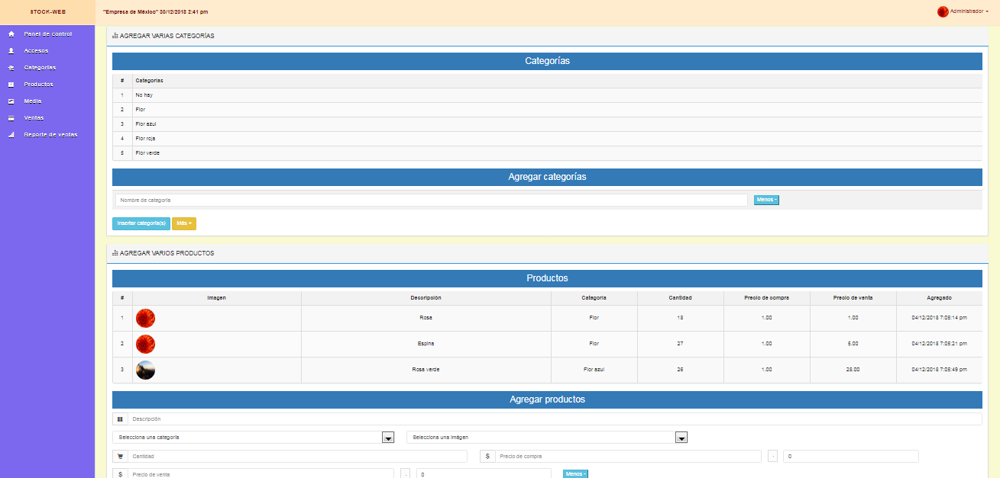 STOCK-WEB
"Empresa de México" 30/12/2018 2:41 pm
Administrador
Panel de control
Accesos
Categorías
Productos
Media
Ventas
Reporte de ventas
AGREGAR VARIAS CATEGORÍAS
Categorías
# Categorías
1 No hay
2 Flor
3 Flor azul
4 Flor roja
5 Flor verde
Agregar categorías
Nombre de categoría Menos -
Insertar categoría(s) Más +
AGREGAR VARIOS PRODUCTOS
Productos
# Imagen Descripción Categoría Cantidad Precio de compra Precio de venta Agregado
1 Rosa Flor 18 1.00 1.00 04/12/2018 7:05:14 pm
2 Espina Flor 27 1.00 5.00 04/12/2018 7:05:21 pm
3 Rosa verde Flor azul 26 1.00 28.00 04/12/2018 7:05:49 pm
Agregar productos
Descripción
Selecciona una categoría Selecciona una imágen
Cantidad $ Precio de compra . 0
$ Precio de venta . 0 Menos -